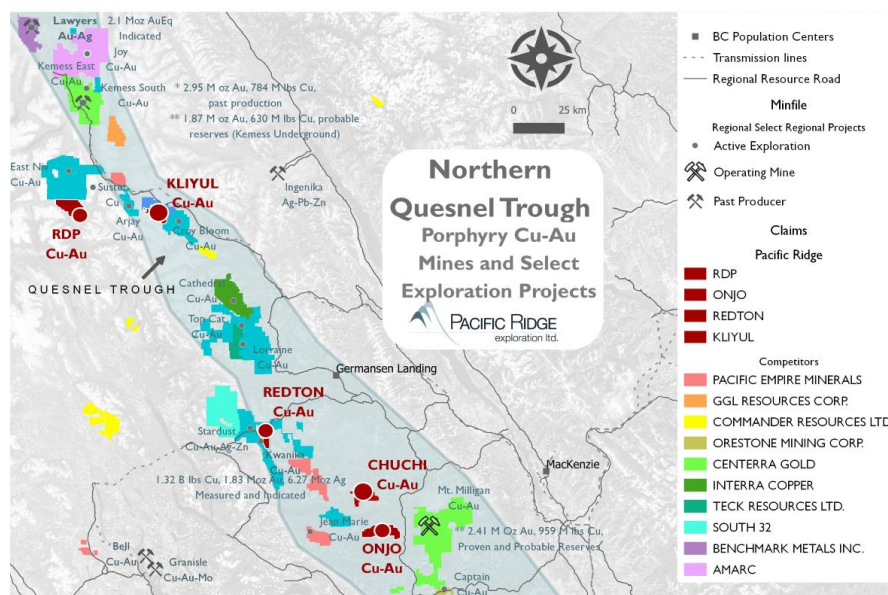 Lawyers
Au-Ag
2.1 Moz AuEq
Indicated
Joy
Cu-Au
Kemess East
Cu-Au
Kemess South
Cu-Au
* 2.95 M oz Au, 784 M lbs Cu,
past production
** 1.87 M oz Au, 630 M lbs Cu, probable
reserves (Kemess Underground)
0
25 km
East Niv
Cu-Au
Sustut
Cu
KLIYUL
Cu-Au
Ingenika
Ag-Pb-Zn
RDP
Cu-Au
Arjay
Cu-Au
Croy Bloom
Cu-Au
QUESNEL TROUGH
Northern
Quesnel Trough
Porphyry Cu-Au
Mines and Select
Exploration Projects
PACIFIC RIDGE
exploration ltd.
Cathedral
Cu-Au
Top Cat
Cu-Au
Lorraine
Cu-Au
Germansen Landing
REDTON
Cu-Au
Stardust
Cu-Au-Ag-Zn
Kwanika
Cu-Au
1.32 B lbs Cu, 1.83 Moz Au, 6.27 Moz Ag
Measured and Indicated
CHUCHI
Cu-Au
MacKenzie
Mt. Milligan
Cu-Au
** 2.41 M Oz Au, 959 M lbs Cu,
Proven and Probable Reserves
Jean Marie
Cu-Au
ONJO
Cu-Au
Bell
Cu-Au
Granisle
Cu-Au-Mo
Captain
Cu-Au
BC Population Centers
Transmission lines
Regional Resource Road
Minfile
Regional Select Regional Projects
Active Exploration
Operating Mine
Past Producer
Claims
Pacific Ridge
RDP
ONJO
REDTON
KLIYUL
Competitors
PACIFIC EMPIRE MINERALS
GGL RESOURCES CORP.
COMMANDER RESOURCES LTD
ORESTONE MINING CORP.
CENTERRA GOLD
INTERRA COPPER
TECK RESOURCES LTD.
SOUTH 32
BENCHMARK METALS INC.
AMARC